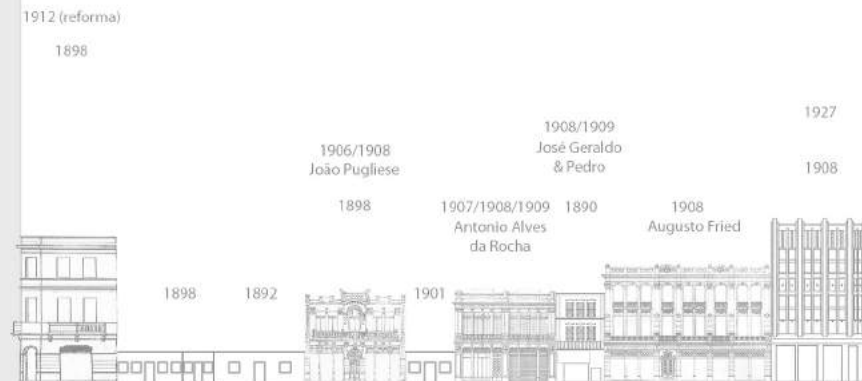 1912 (reforma)
1898
1898
1892
1906/1908
João Pugliese
1898
1901
1907/1908/1909
Antonio Alves
da Rocha
1908/1909
José Geraldo
& Pedro
1890
1908
Augusto Fried
1927
1908